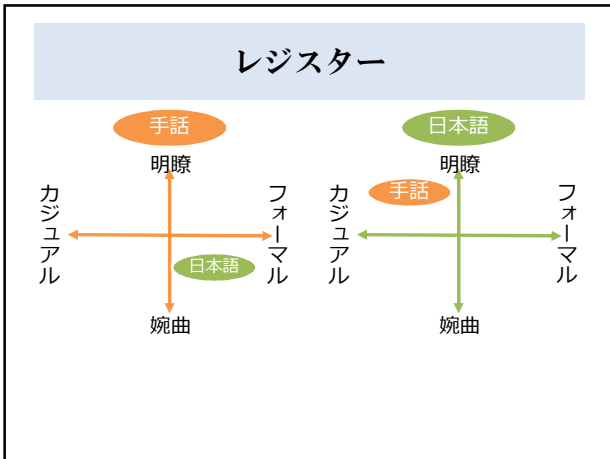 レジスター
手話
明瞭
カジュアル
フォーマル
日本語
婉曲
日本語
明瞭
手話
カジュアル
フォーマル
婉曲